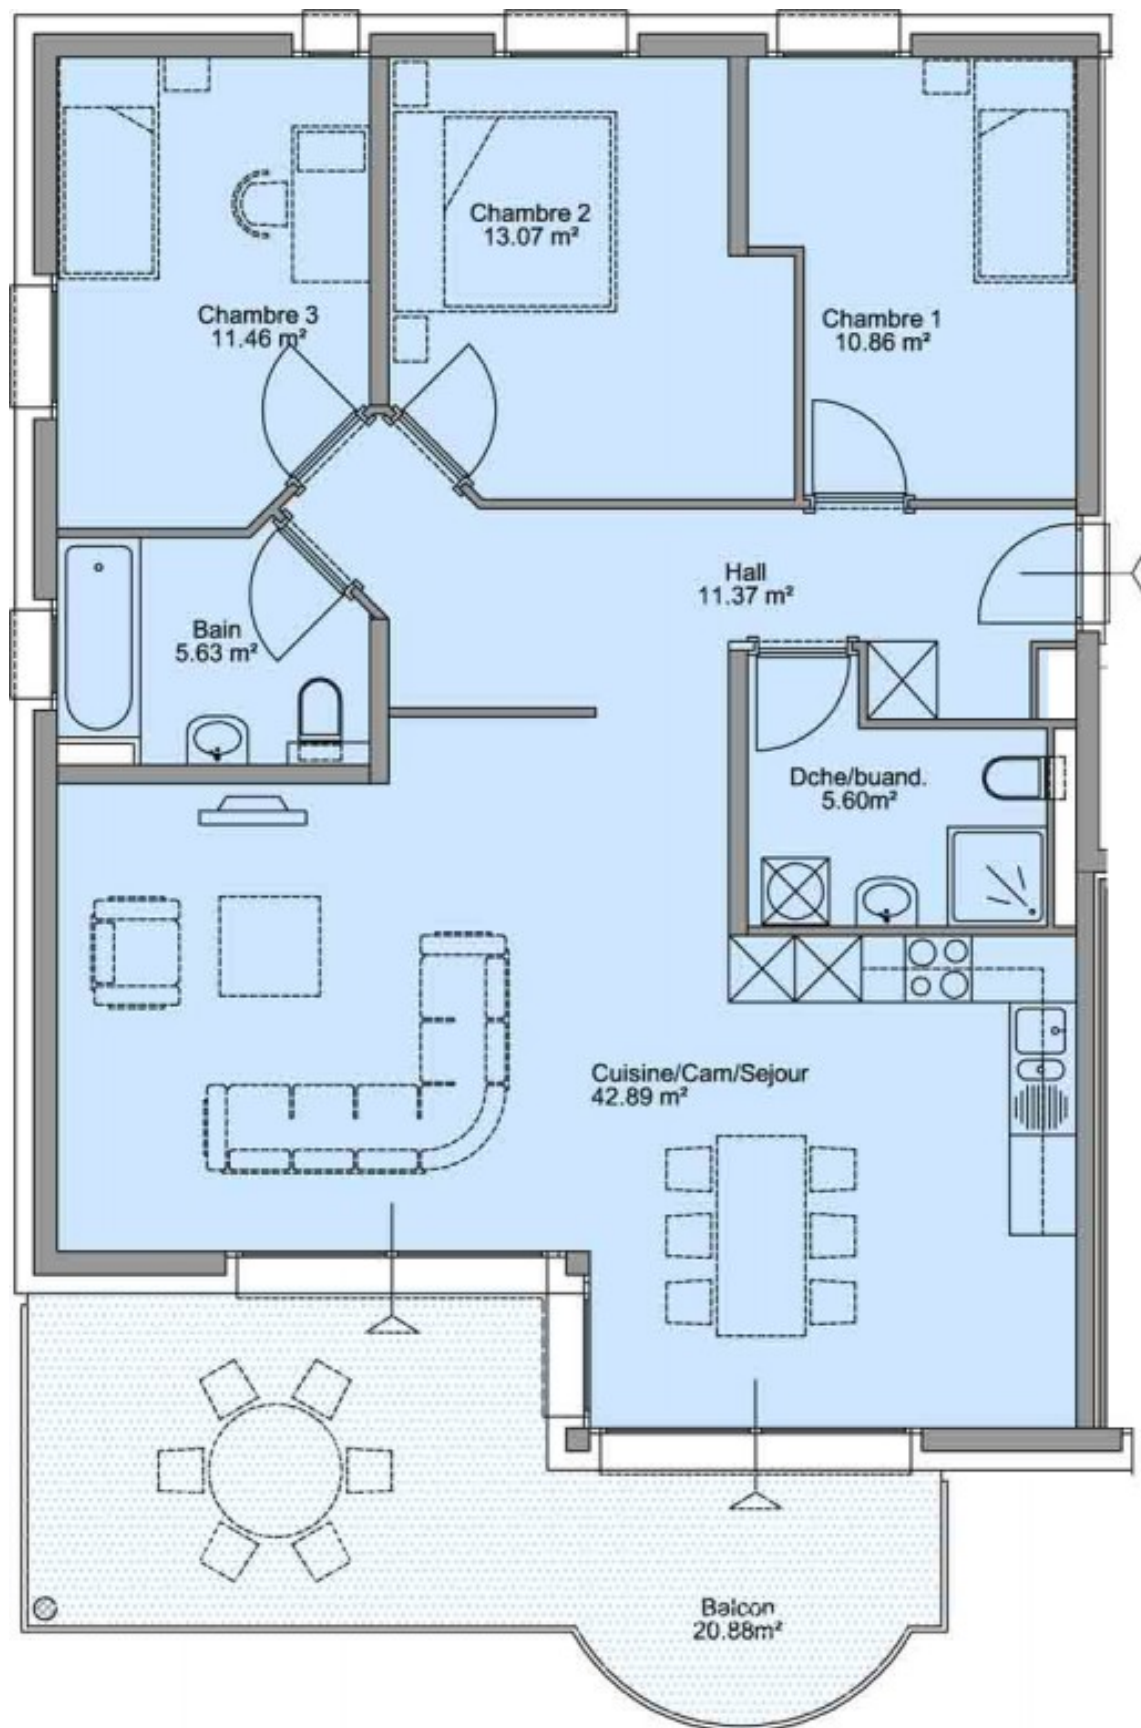 Chambre 2
13.07 m²
Chambre 3
11.46 m²
Chambre 1
10.86 m²
Hall
11.37 m²
Bain
5.63 m²
Dche/buand.
5.60m²
Cuisine/Cam/Sejour
42.89 m²
Balcon
20.88m²